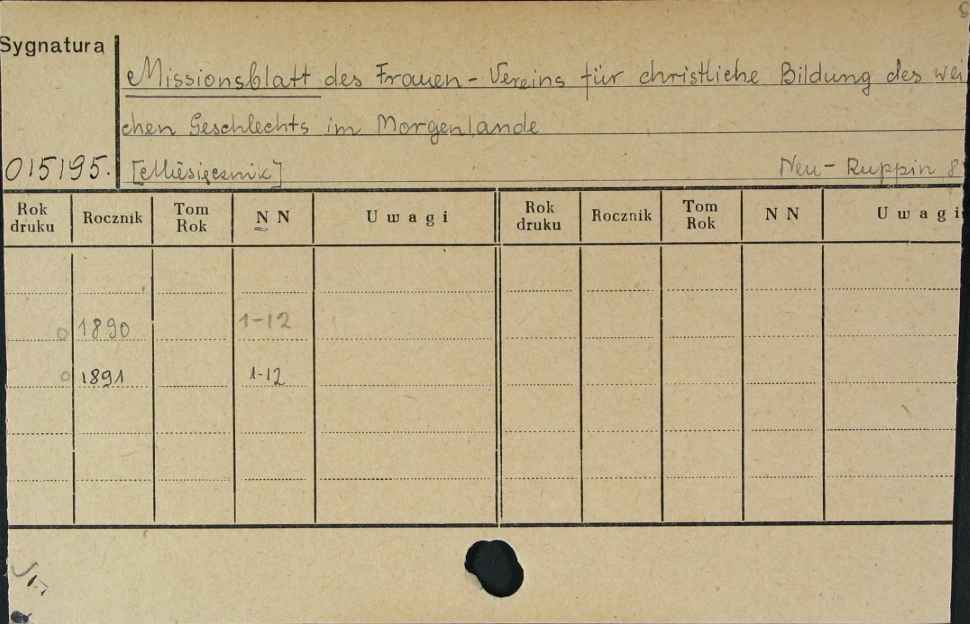 Sygnatura
Missionsblatt des Frauen-Vereins für christliche Bildung des wei
chen Geschlechts im Morgenlande
015195. [Miesięcznik] Neu-Ruppin 8
Rok druku Rocznik Tom Rok NN Uwagi Rok druku Rocznik Tom Rok NN Uwagi
1890 1-12
1891 1-12